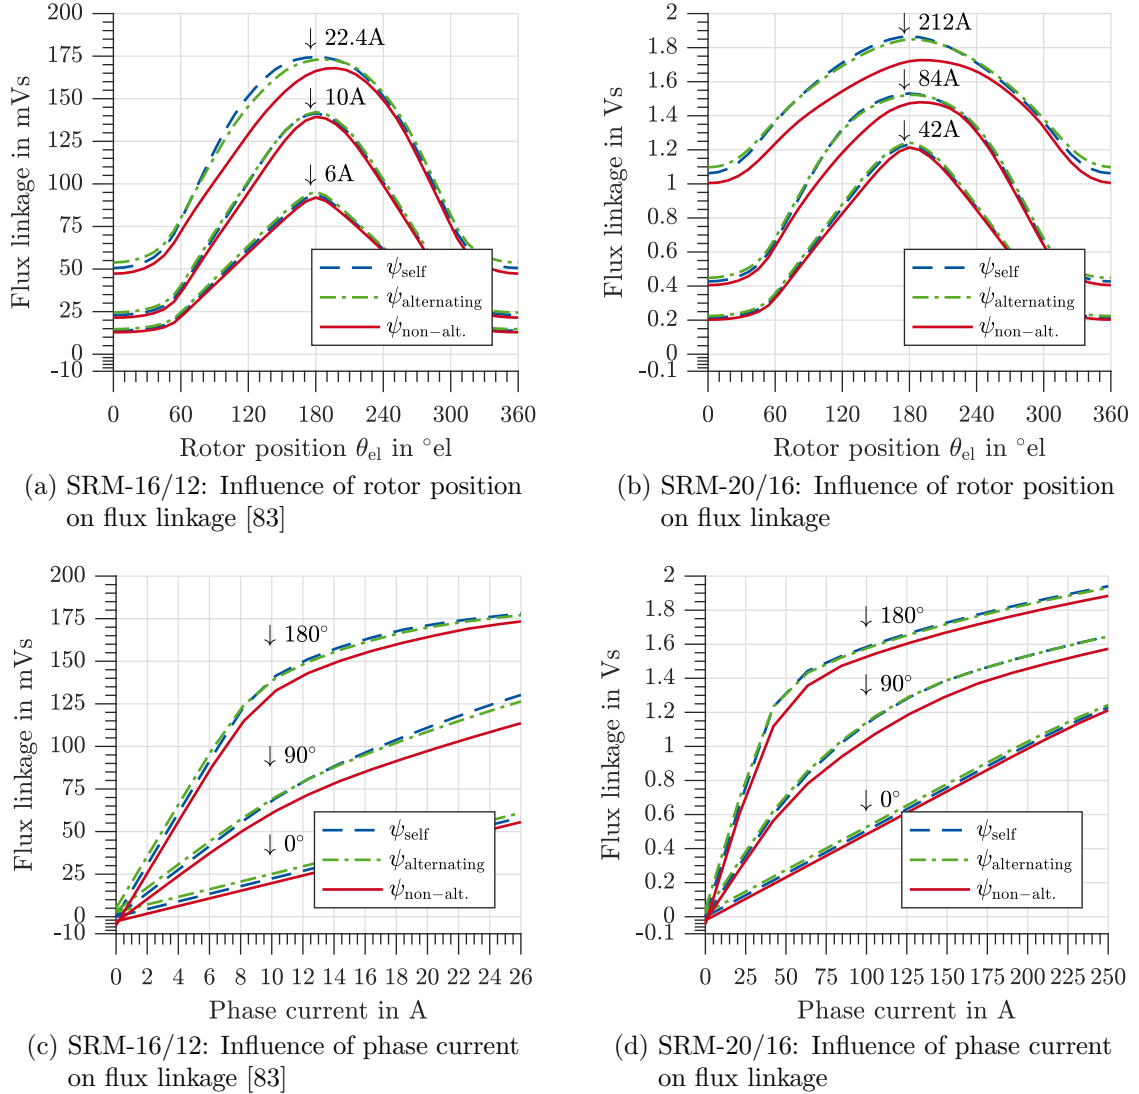 200
175
150
125
100
75
50
25
0
-10
Flux linkage in mVs
↓ 22.4A
↓ 10A
↓ 6A
ψself
ψalternating
ψnon−alt.
0 60 120 180 240 300 360
Rotor position θel in °el
(a) SRM-16/12: Influence of rotor position
on flux linkage [83]
2
1.8
1.6
1.4
1.2
1
0.8
0.6
0.4
0.2
0
-0.1
Flux linkage in Vs
↓ 212A
↓ 84A
↓ 42A
ψself
ψalternating
ψnon−alt.
0 60 120 180 240 300 360
Rotor position θel in °el
(b) SRM-20/16: Influence of rotor position
on flux linkage
200
175
150
125
100
75
50
25
0
-10
Flux linkage in mVs
↓ 180°
↓ 90°
↓ 0°
ψself
ψalternating
ψnon−alt.
0 2 4 6 8 10 12 14 16 18 20 22 24 26
Phase current in A
(c) SRM-16/12: Influence of phase current
on flux linkage [83]
2
1.8
1.6
1.4
1.2
1
0.8
0.6
0.4
0.2
0
-0.1
Flux linkage in Vs
↓ 180°
↓ 90°
↓ 0°
ψself
ψalternating
ψnon−alt.
0 25 50 75 100 125 150 175 200 225 250
Phase current in A
(d) SRM-20/16: Influence of phase current
on flux linkage